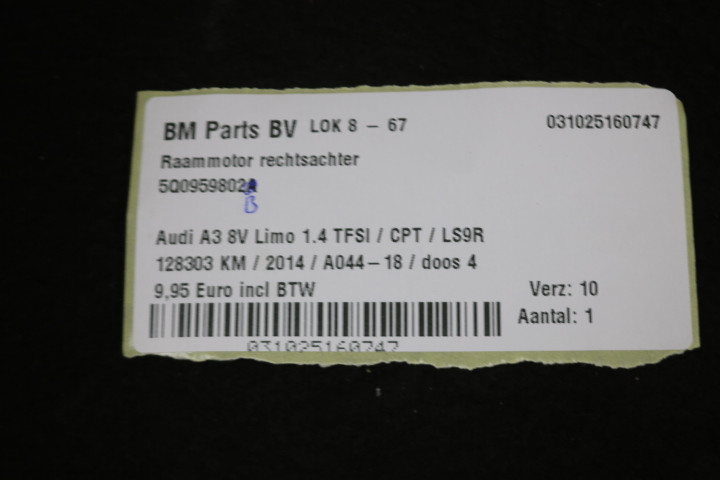 BM Parts BV LOK 8 - 67 031025160747
Raammotor rechtsachter
5Q0959802A
B
Audi A3 8V Limo 1.4 TFSI / CPT / LS9R
128303 KM / 2014 / A044-18 / doos 4
9,95 Euro incl BTW Verz: 10
Aantal: 1
031025160747